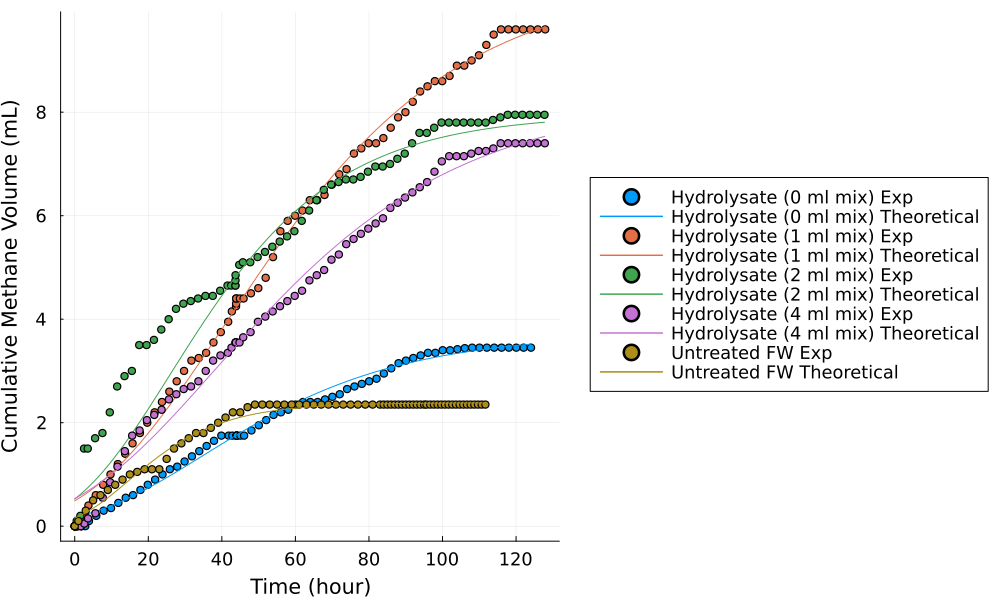 Cumulative Methane Volume (mL)
8
6
4
2
0
0 20 40 60 80 100 120
Time (hour)
Hydrolysate (0 ml mix) Exp
Hydrolysate (0 ml mix) Theoretical
Hydrolysate (1 ml mix) Exp
Hydrolysate (1 ml mix) Theoretical
Hydrolysate (2 ml mix) Exp
Hydrolysate (2 ml mix) Theoretical
Hydrolysate (4 ml mix) Exp
Hydrolysate (4 ml mix) Theoretical
Untreated FW Exp
Untreated FW Theoretical